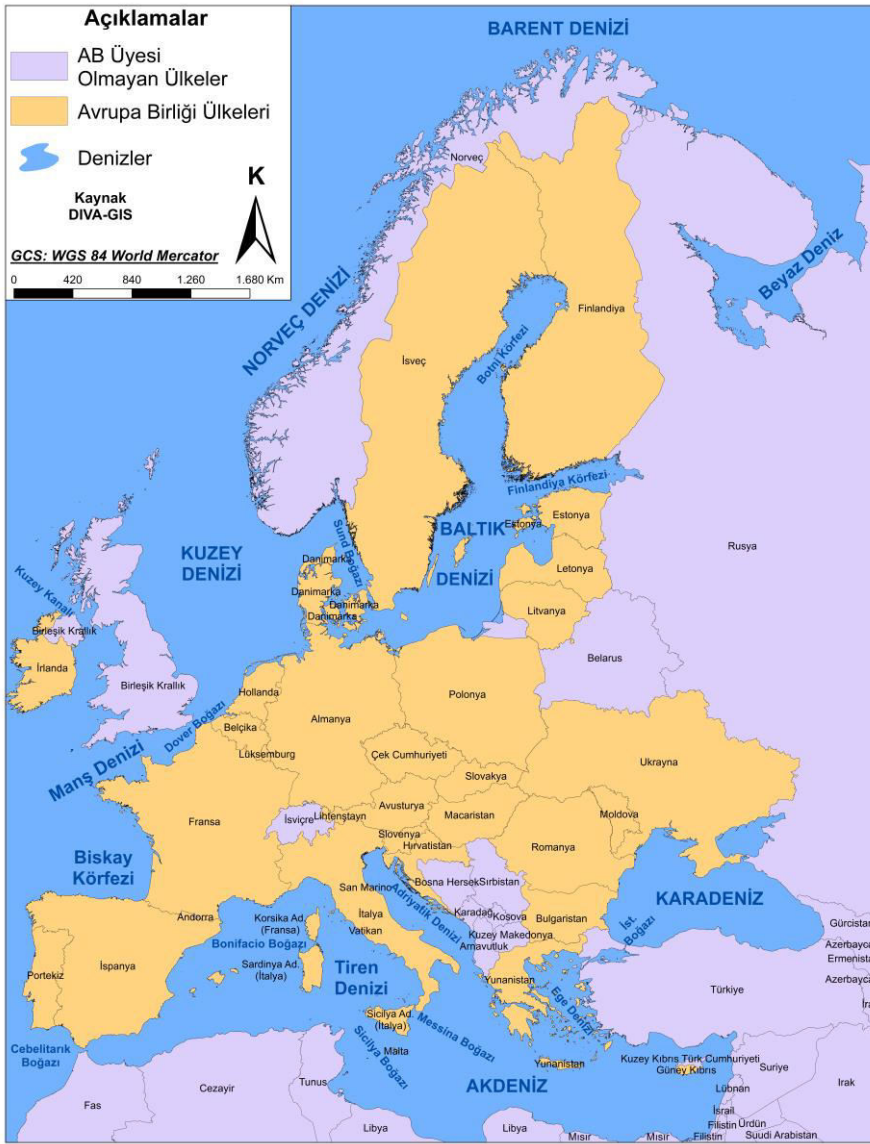 Açıklamalar
AB Üyesi
Olmayan Ülkeler
Avrupa Birliği Ülkeleri
Denizler
Kaynak
DIVA-GIS
K
GCS: WGS 84 World Mercator
0 420 840 1.260 1.680 Km
BARENT DENİZİ
Norveç
Beyaz Deniz
NORVEÇ DENİZİ
Finlandiya
İsveç
Botni Körfezi
Finlandiya Körfezi
Estonya
Estonya
BALTIK
DENİZİ
Sund Boğazı
KUZEY
DENİZİ
Rusya
Danimarka
Danimarka
Danimarka
Danimarka
Letonya
Litvanya
Kuzey Kanalı
Birleşik Krallık
İrlanda
Birleşik Krallık
Belarus
Hollanda
Almanya
Polonya
Dover Boğazı
Belçika
Lüksemburg
Manş Denizi
Çek Cumhuriyeti
Slovakya
Ukrayna
Fransa
İsviçre
Lihtenştayn
Avusturya
Macaristan
Moldova
Slovenya
Hırvatistan
Romanya
Biskay
Körfezi
San Marino
Bosna Hersek
Sırbistan
Adriyatik Denizi
KARADENİZ
Andorra
Korsika Ad.
(Fransa)
İtalya
Vatikan
Karadağ
Kosova
Bulgaristan
İst.
Boğazı
Gürcistan
Bonifacio Boğazı
Kuzey Makedonya
Arnavutluk
Azerbayca
Ermenista
Azerbayca
İra
Portekiz
İspanya
Sardinya Ad.
(İtalya)
Tiren
Denizi
Yunanistan
Ege Denizi
Türkiye
Sicilya Ad.
(İtalya)
Messina Boğazı
Cebelitarık
Boğazı
Sicilya Boğazı
Malta
Yunanistan
Kuzey Kıbrıs Türk Cumhuriyeti
Güney Kıbrıs
Suriye
Lübnan
Irak
AKDENİZ
Fas
Cezayir
Tunus
Libya
Libya
Mısır
Mısır
İsrail
Filistin
Filistin
Ürdün
Suudi Arabistan